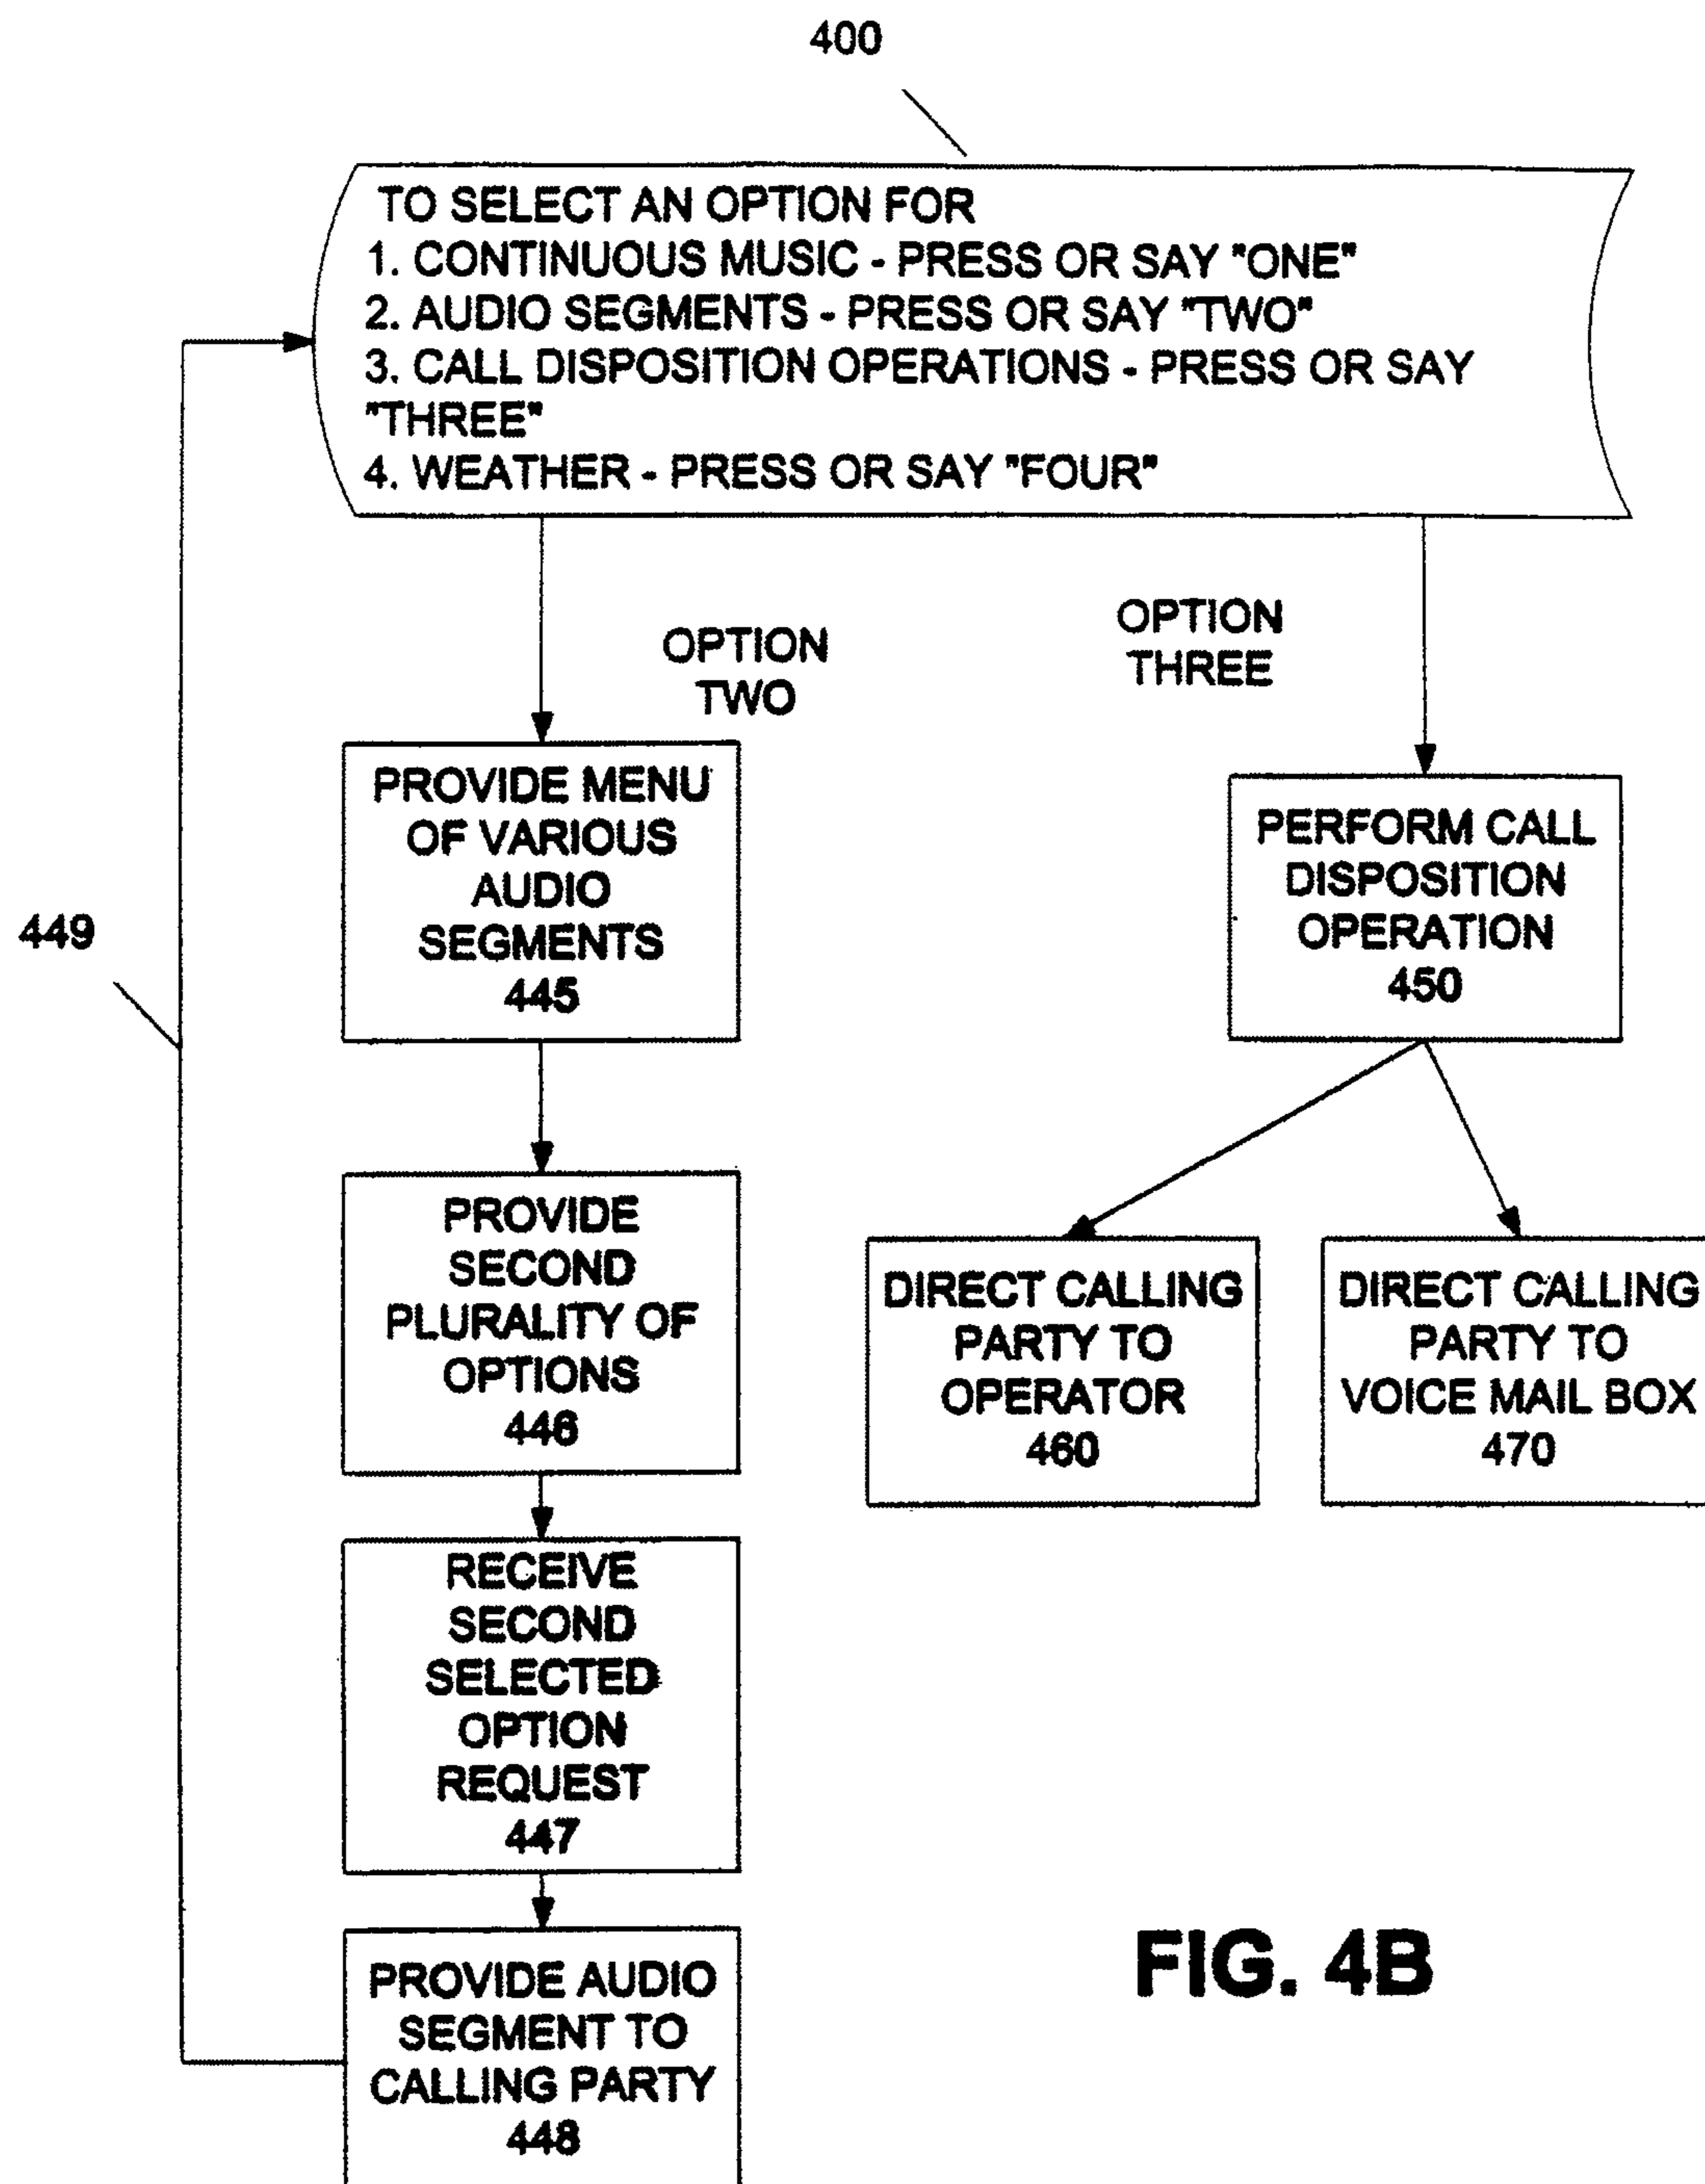 400
TO SELECT AN OPTION FOR
1. CONTINUOUS MUSIC - PRESS OR SAY "ONE"
2. AUDIO SEGMENTS - PRESS OR SAY "TWO"
3. CALL DISPOSITION OPERATIONS - PRESS OR SAY
"THREE"
4. WEATHER - PRESS OR SAY "FOUR"
OPTION
TWO
OPTION
THREE
449
PROVIDE MENU
OF VARIOUS
AUDIO
SEGMENTS
445
PERFORM CALL
DISPOSITION
OPERATION
450
PROVIDE
SECOND
PLURALITY OF
OPTIONS
446
DIRECT CALLING
PARTY TO
OPERATOR
460
DIRECT CALLING
PARTY TO
VOICE MAIL BOX
470
RECEIVE
SECOND
SELECTED
OPTION
REQUEST
447
PROVIDE AUDIO
SEGMENT TO
CALLING PARTY
448
FIG. 4B